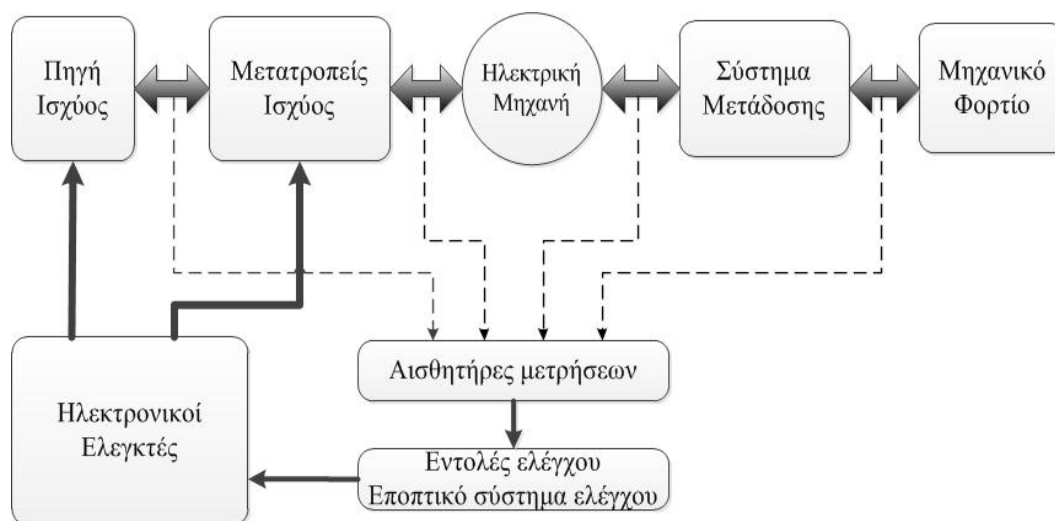 Πηγή
Ισχύος
Μετατροπείς
Ισχύος
Ηλεκτρική
Μηχανή
Σύστημα
Μετάδοσης
Μηχανικό
Φορτίο
Αισθητήρες μετρήσεων
Ηλεκτρονικοί
Ελεγκτές
Εντολές ελέγχου
Εποπτικό σύστημα ελέγχου